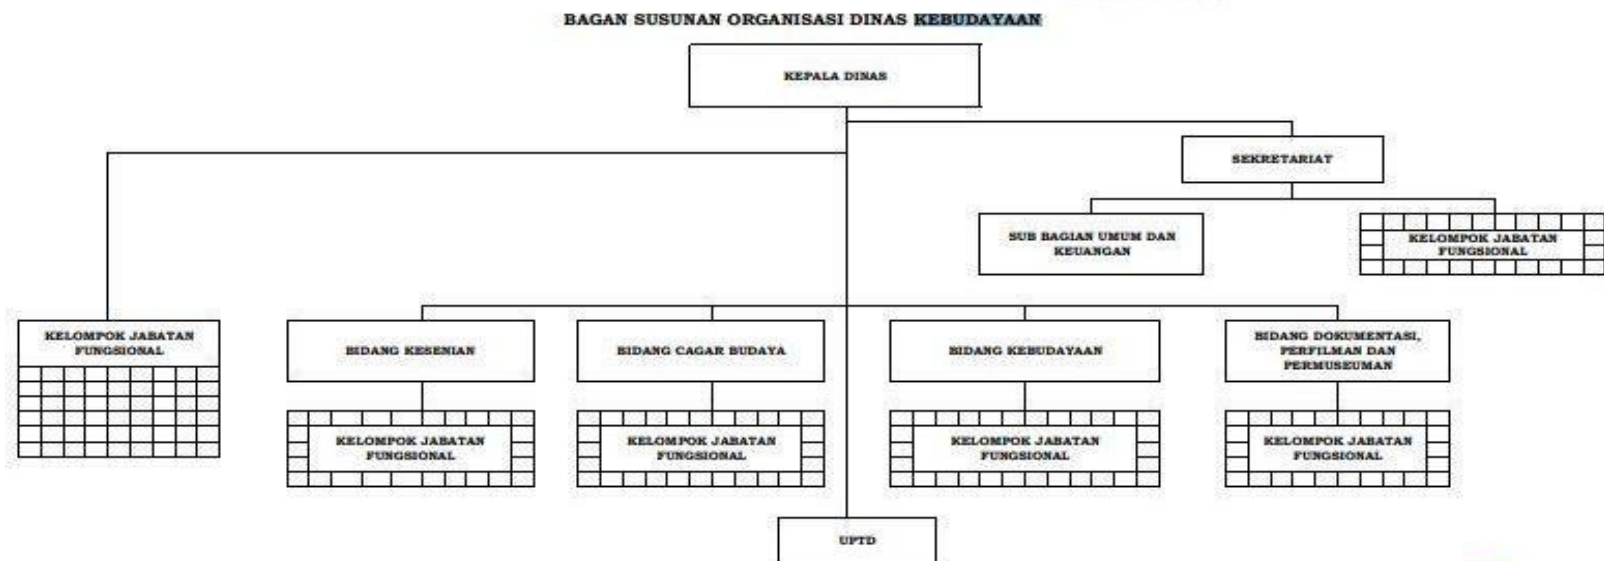 BAGAN SUSUNAN ORGANISASI DINAS KEBUDAYAAN
KEPALA DINAS
SEKRETARIAT
SUB BAGIAN UMUM DAN
KEUANGAN
KELOMPOK JABATAN
FUNGSIONAL
KELOMPOK JABATAN
FUNGSIONAL
BIDANG KESENIAN
BIDANG CAGAR BUDAYA
BIDANG KEBUDAYAAN
BIDANG DOKUMENTASI,
PERFILMAN DAN
PERMUSEUMAN
KELOMPOK JABATAN
FUNGSIONAL
KELOMPOK JABATAN
FUNGSIONAL
KELOMPOK JABATAN
FUNGSIONAL
KELOMPOK JABATAN
FUNGSIONAL
UPTD